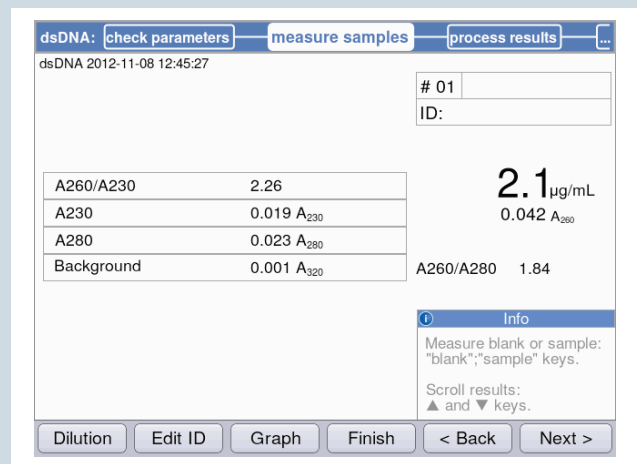 dsDNA: check parameters measure samples process results ...
dsDNA 2012-11-08 12:45:27
# 01
ID:
A260/A230 2.26
A230 0.019 A230
A280 0.023 A280
Background 0.001 A320
2.1 µg/mL
0.042 A260
A260/A280 1.84
Info
Measure blank or sample:
"blank";"sample" keys.
Scroll results:
▲ and ▼ keys.
Dilution Edit ID Graph Finish < Back Next >